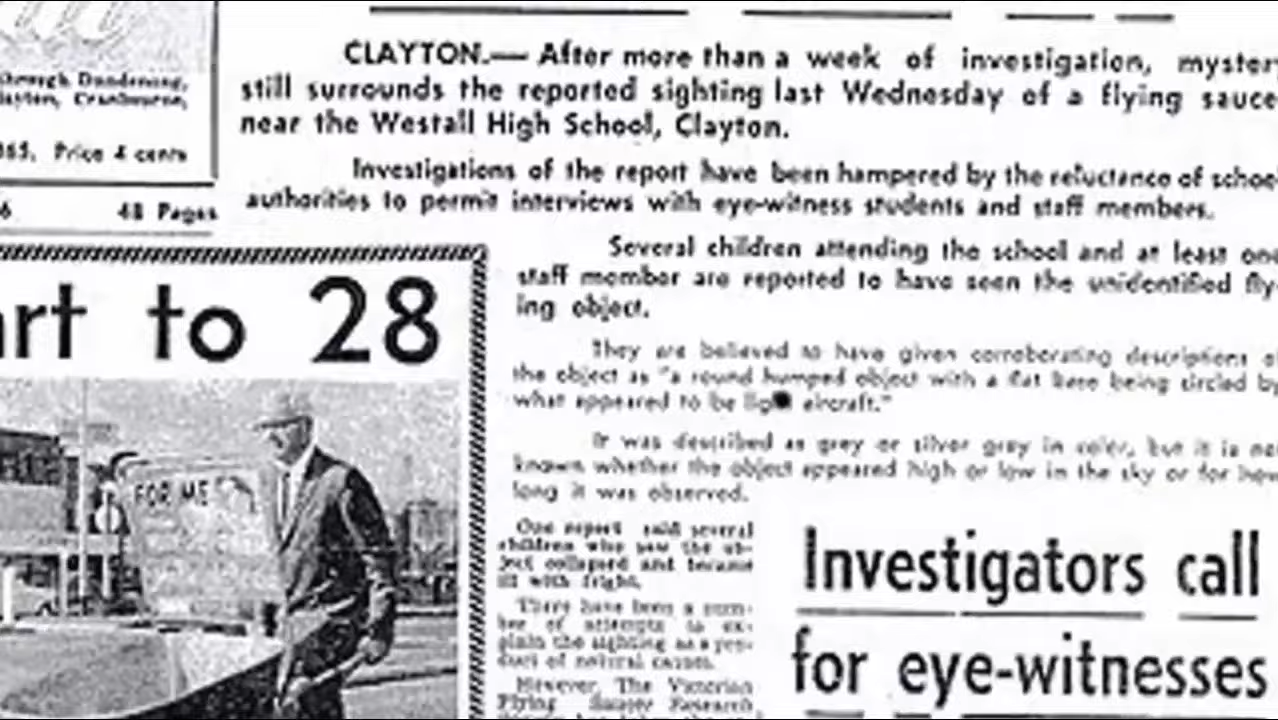 through Dandenong,
Clayton, Cranbourne,
365. Price 4 cents
6 48 Pages
art to 28
FOR ME
CLAYTON.— After more than a week of investigation, myster
still surrounds the reported sighting last Wednesday of a flying sauce
near the Westall High School, Clayton.
Investigations of the report have been hampered by the reluctance of school
authorities to permit interviews with eye-witness students and staff members.
Several children attending the school and at least one
staff member are reported to have seen the unidentified fly-
ing object.
They are believed to have given corroborating descriptions of
the object as "a round humped object with a flat base being circled by
what appeared to be light aircraft."
It was described as grey or silver grey in color, but it is not
known whether the object appeared high or low in the sky or for how
long it was observed.
One report said several
children who saw the ob-
ject collapsed and became
ill with fright.
There have been a num-
ber of attempts to ex-
plain the sighting as a pro-
duct of natural causes.
However, The Victorian
Flying Saucer Research
Investigators call
for eye-witnesses